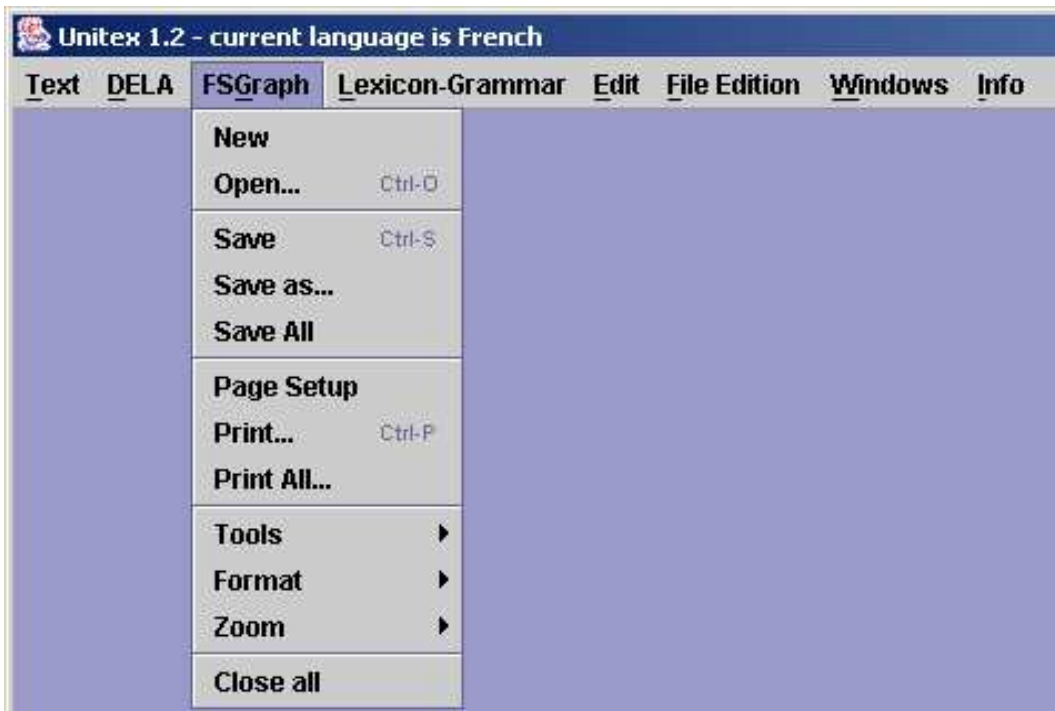 Unitex 1.2 - current language is French
Text DELA FSGraph Lexicon-Grammar Edit File Edition Windows Info
New
Open... Ctrl-O
Save Ctrl-S
Save as...
Save All
Page Setup
Print... Ctrl-P
Print All...
Tools
Format
Zoom
Close all